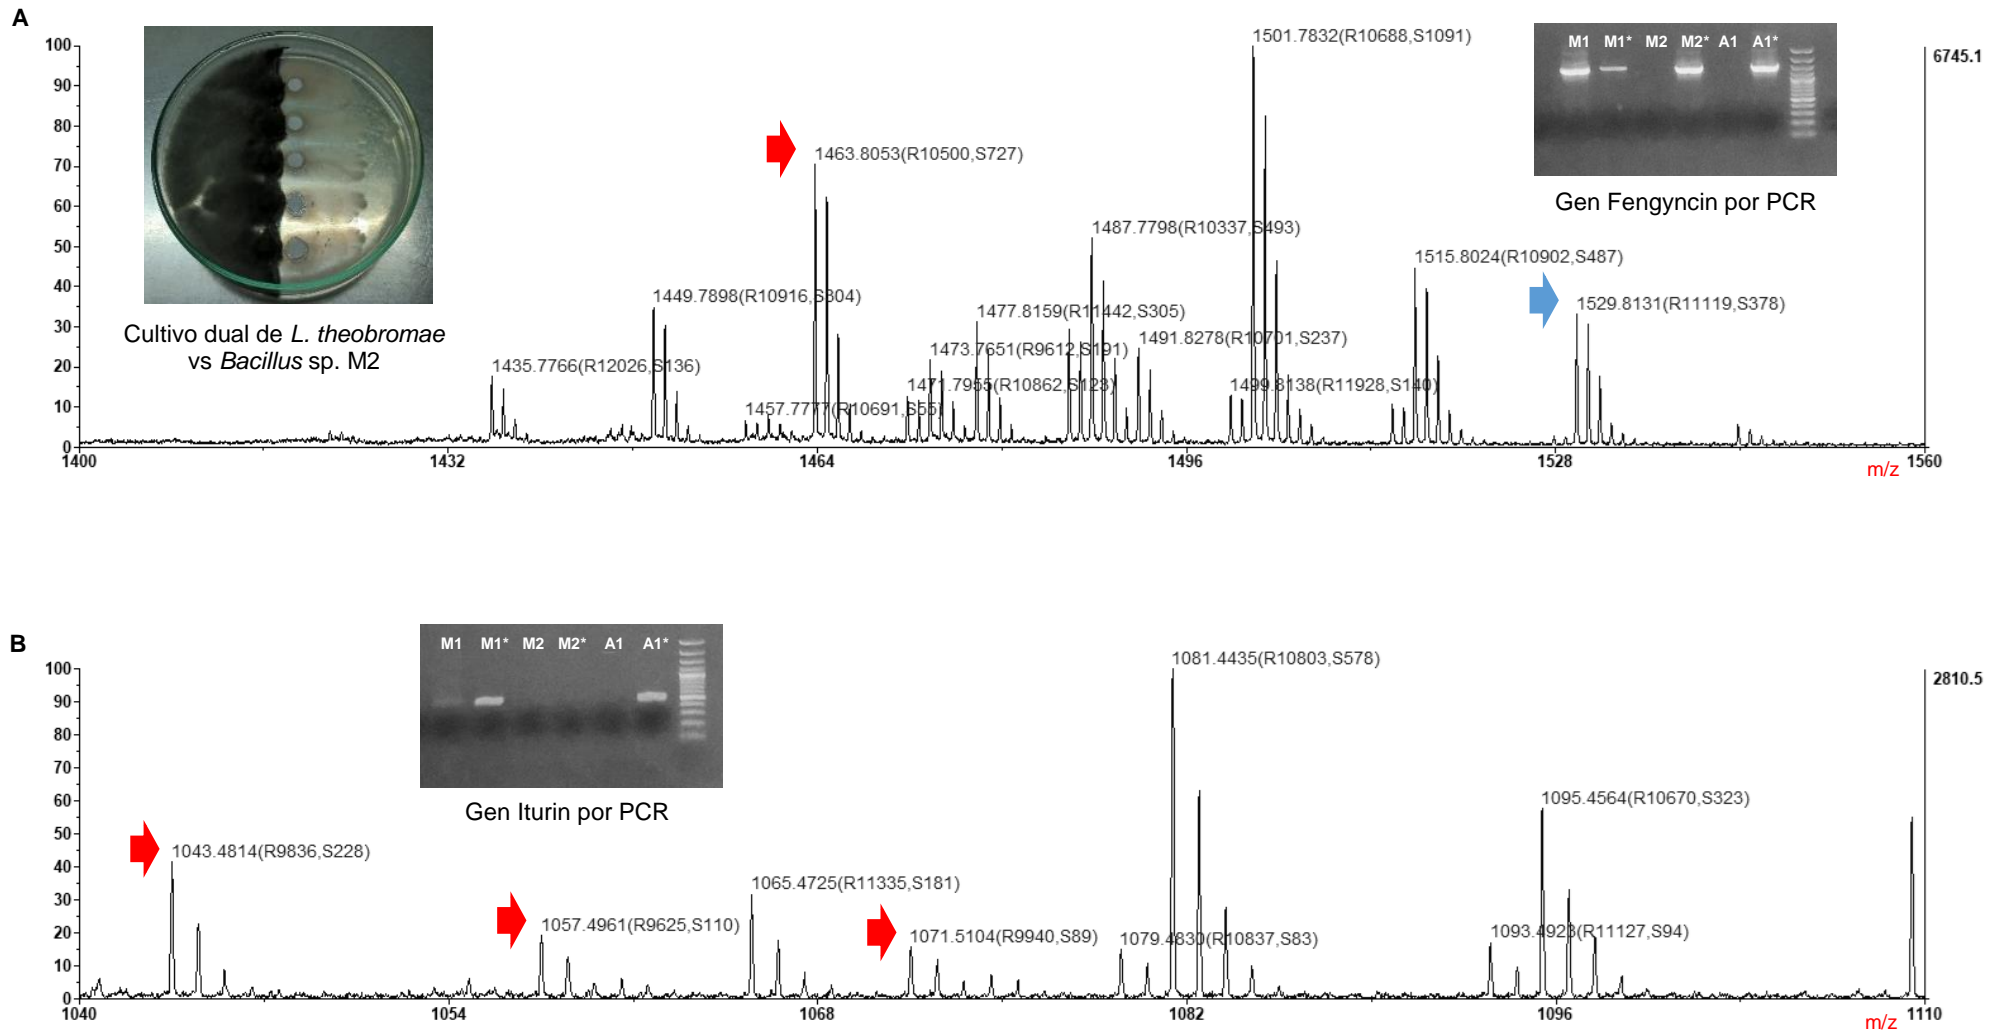 A
100
90
80
70
60
50
40
30
20
10
0
1400
1432
1464
1496
1528
1560
m/z
6745.1
1435.7766(R12026,S136)
1449.7898(R10916,S304)
1457.7777(R10691,S55)
1463.8053(R10500,S727)
1471.7955(R10862,S123)
1473.7651(R9612,S191)
1477.8159(R11442,S305)
1487.7798(R10337,S493)
1491.8278(R10701,S237)
1499.8138(R11928,S140)
1501.7832(R10688,S1091)
1515.8024(R10902,S487)
1529.8131(R11119,S378)
Cultivo dual de L. theobromae
vs Bacillus sp. M2
M1 M1* M2 M2* A1 A1*
Gen Fengyncin por PCR
B
100
90
80
70
60
50
40
30
20
10
0
1040
1054
1068
1082
1096
1110
m/z
2810.5
M1 M1* M2 M2* A1 A1*
Gen Iturin por PCR
1043.4814(R9836,S228)
1057.4961(R9625,S110)
1065.4725(R11335,S181)
1071.5104(R9940,S89)
1079.4830(R10837,S83)
1081.4435(R10803,S578)
1093.4923(R11127,S94)
1095.4564(R10670,S323)